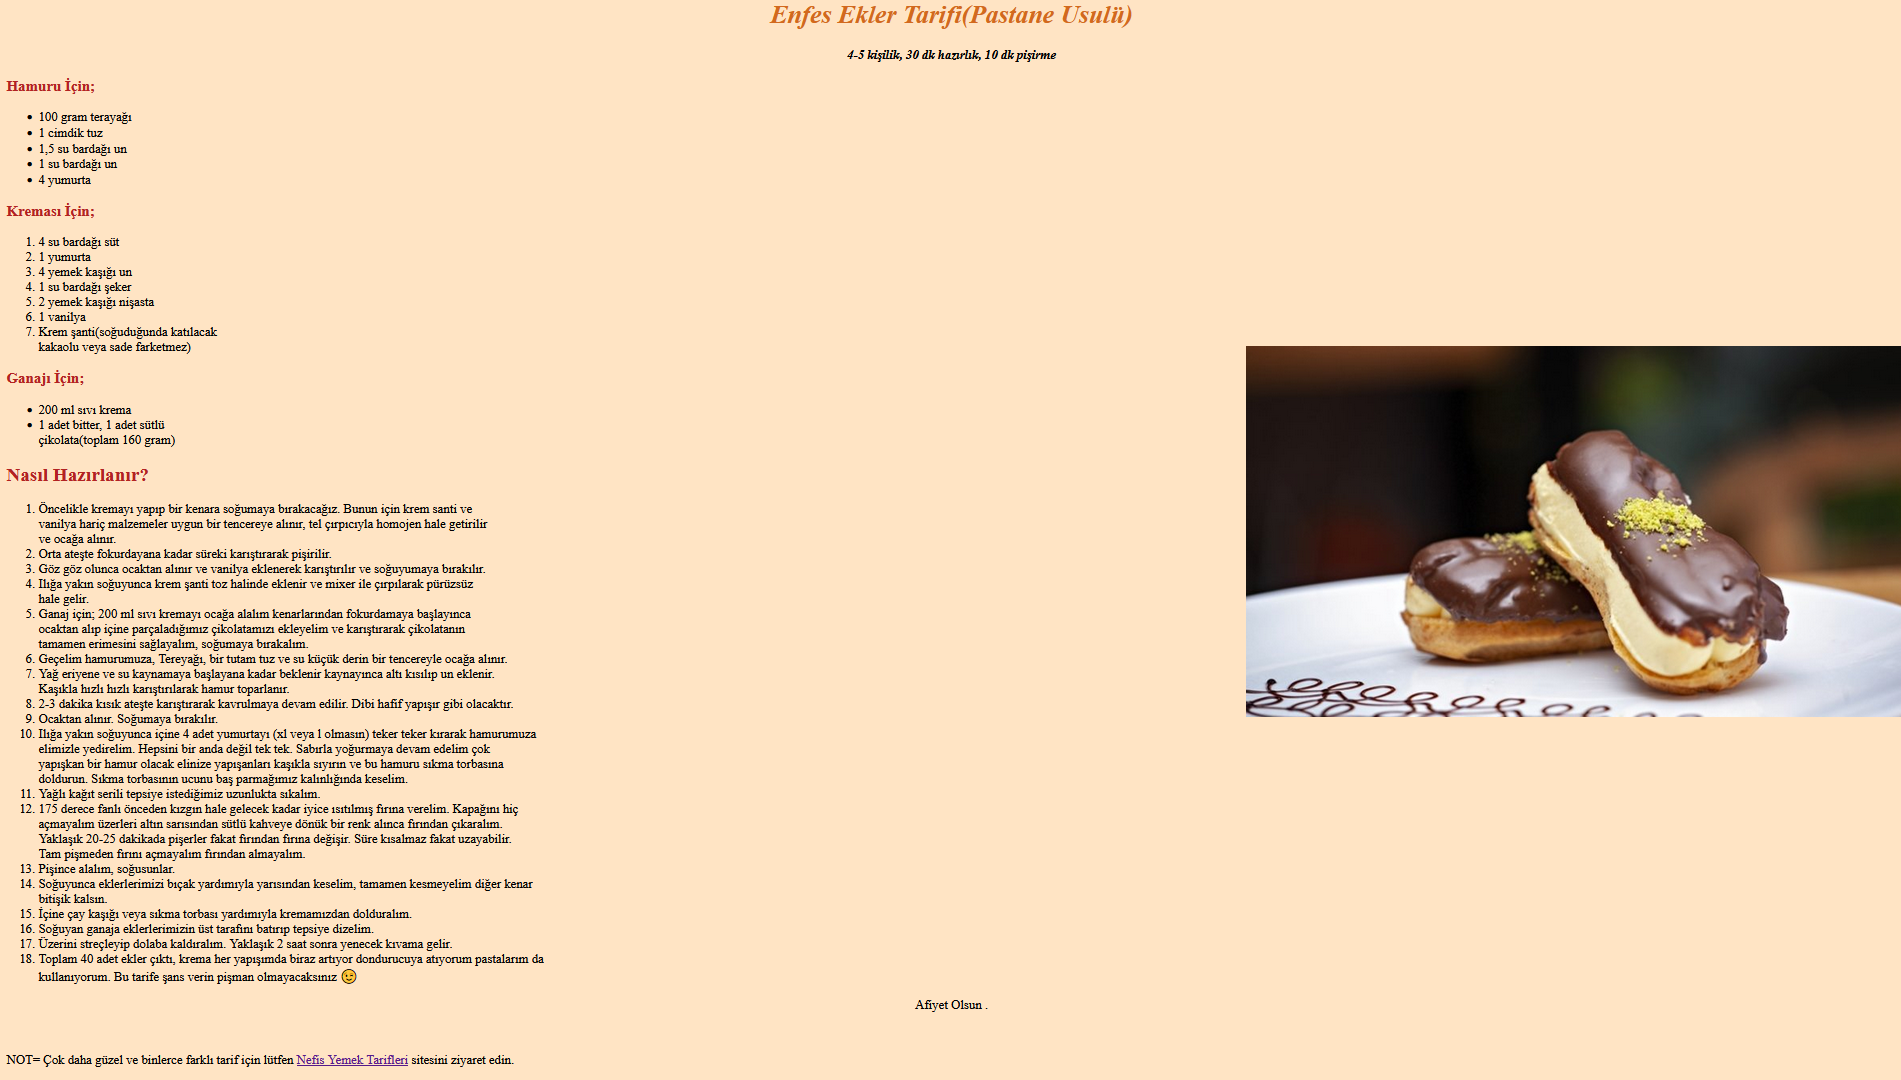 Enfes Ekler Tarifi(Pastane Usulü)
4-5 kişilik, 30 dk hazırlık, 10 dk pişirme
Hamuru İçin;
• 100 gram terayağı
• 1 cimdik tuz
• 1,5 su bardağı un
• 1 su bardağı un
• 4 yumurta
Kreması İçin;
1. 4 su bardağı süt
2. 1 yumurta
3. 4 yemek kaşığı un
4. 1 su bardağı şeker
5. 2 yemek kaşığı nişasta
6. 1 vanilya
7. Krem şanti(soğuduğunda katılacak
kakaolu veya sade farketmez)
Ganajı İçin;
• 200 ml sıvı krema
• 1 adet bitter, 1 adet sütlü
çikolata(toplam 160 gram)
Nasıl Hazırlanır?
1. Öncelikle kremayı yapıp bir kenara soğumaya bırakacağız. Bunun için krem santi ve
vanilya hariç malzemeler uygun bir tencereye alınır, tel çırpıcıyla homojen hale getirilir
ve ocağa alınır.
2. Orta ateşte fokurdayana kadar süreki karıştırarak pişirilir.
3. Göz göz olunca ocaktan alınır ve vanilya eklenerek karıştırılır ve soğuyumaya bırakılır.
4. Ilığa yakın soğuyunca krem şanti toz halinde eklenir ve mixer ile çırpılarak pürüzsüz
hale gelir.
5. Ganaj için; 200 ml sıvı kremayı ocağa alalım kenarlarından fokurdamaya başlayınca
ocaktan alıp içine parçaladığımız çikolatamızı ekleyelim ve karıştırarak çikolatanın
tamamen erimesini sağlayalım, soğumaya bırakalım.
6. Geçelim hamurumuza, Tereyağı, bir tutam tuz ve su küçük derin bir tencereyle ocağa alınır.
7. Yağ eriyene ve su kaynamaya başlayana kadar beklenir kaynayınca altı kısılıp un eklenir.
Kaşıkla hızlı hızlı karıştırılarak hamur toparlanır.
8. 2-3 dakika kısık ateşte karıştırarak kavrulmaya devam edilir. Dibi hafif yapışır gibi olacaktır.
9. Ocaktan alınır. Soğumaya bırakılır.
10. Ilığa yakın soğuyunca içine 4 adet yumurtayı (xl veya l olmasın) teker teker kırarak hamurumuza
elimizle yedirelim. Hepsini bir anda değil tek tek. Sabırla yoğurmaya devam edelim çok
yapışkan bir hamur olacak elinize yapışanları kaşıkla sıyırın ve bu hamuru sıkma torbasına
doldurun. Sıkma torbasının ucunu baş parmağımız kalınlığında keselim.
11. Yağlı kağıt serili tepsiye istediğimiz uzunlukta sıkalım.
12. 175 derece fanlı önceden kızgın hale gelecek kadar iyice ısıtılmış fırına verelim. Kapağını hiç
açmayalım üzerleri altın sarısından sütlü kahveye dönük bir renk alınca fırından çıkaralım.
Yaklaşık 20-25 dakikada pişerler fakat fırından fırına değişir. Süre kısalmaz fakat uzayabilir.
Tam pişmeden fırını açmayalım fırından almayalım.
13. Pişince alalım, soğusunlar.
14. Soğuyunca eklerlerimizi bıçak yardımıyla yarısından keselim, tamamen kesmeyelim diğer kenar
bitişik kalsın.
15. İçine çay kaşığı veya sıkma torbası yardımıyla kremamızdan dolduralım.
16. Soğuyan ganaja eklerlerimizin üst tarafını batırıp tepsiye dizelim.
17. Üzerini streçleyip dolaba kaldıralım. Yaklaşık 2 saat sonra yenecek kıvama gelir.
18. Toplam 40 adet ekler çıktı, krema her yapışımda biraz artıyor dondurucuya atıyorum pastalarım da
kullanıyorum. Bu tarife şans verin pişman olmayacaksınız 😉
Afiyet Olsun .
NOT= Çok daha güzel ve binlerce farklı tarif için lütfen Nefis Yemek Tarifleri sitesini ziyaret edin.